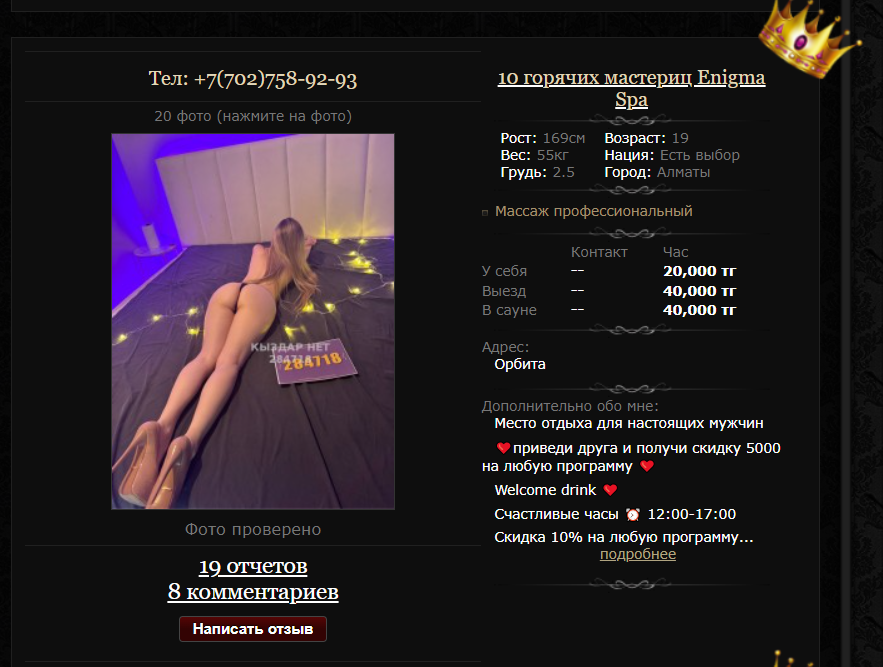 Тел: +7(702)758-92-93
20 фото (нажмите на фото)
КЫЗДАР НЕТ
284718
284718
Фото проверено
19 отчетов
8 комментариев
Написать отзыв
10 горячих мастериц Enigma
Spa
Рост: 169см Возраст: 19
Вес: 55кг Нация: Есть выбор
Грудь: 2.5 Город: Алматы
Массаж профессиональный
Контакт Час
У себя -- 20,000 тг
Выезд -- 40,000 тг
В сауне -- 40,000 тг
Адрес:
Орбита
Дополнительно обо мне:
Место отдыха для настоящих мужчин
❤️приведи друга и получи скидку 5000
на любую программу ❤️
Welcome drink ❤️
Счастливые часы ⏰ 12:00-17:00
Скидка 10% на любую программу...
подробнее